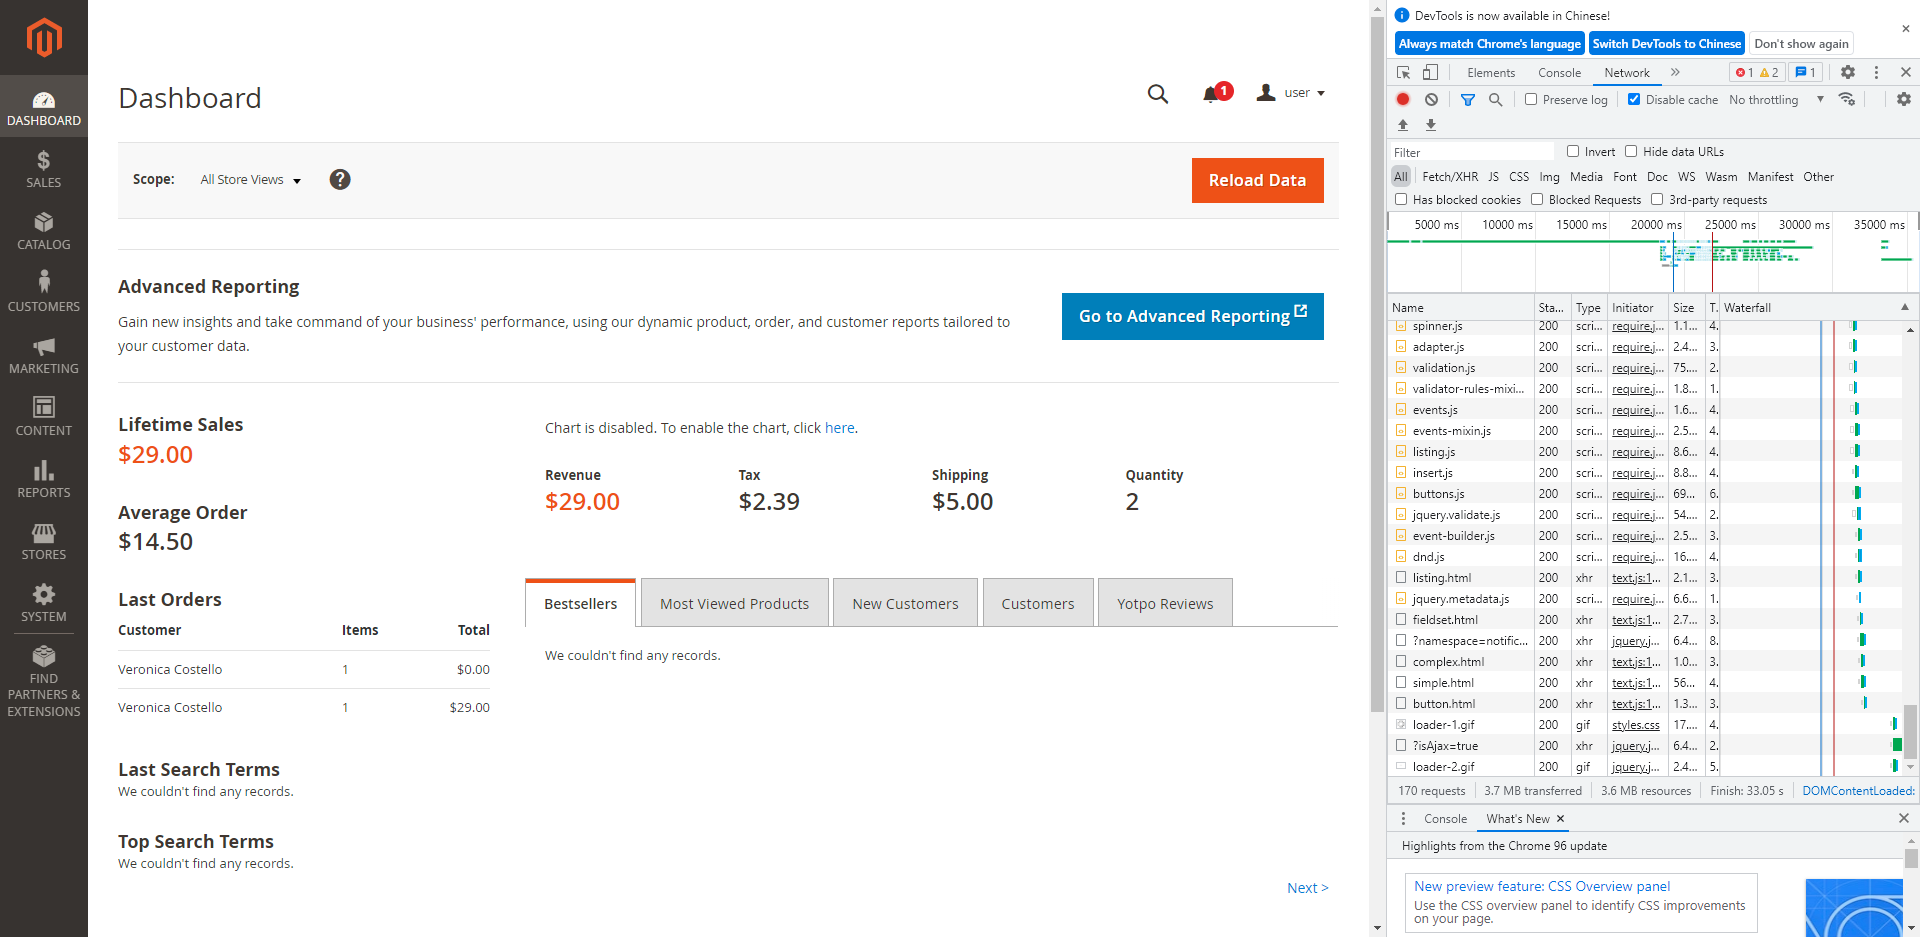 DASHBOARD
SALES
CATALOG
CUSTOMERS
MARKETING
CONTENT
REPORTS
STORES
SYSTEM
FIND
PARTNERS &
EXTENSIONS
Dashboard
1
user
Scope:
All Store Views
?
Reload Data
Advanced Reporting
Gain new insights and take command of your business' performance, using our dynamic product, order, and customer reports tailored to
your customer data.
Go to Advanced Reporting
Lifetime Sales
$29.00
Average Order
$14.50
Last Orders
Customer Items Total
Veronica Costello 1 $0.00
Veronica Costello 1 $29.00
Last Search Terms
We couldn't find any records.
Top Search Terms
We couldn't find any records.
Chart is disabled. To enable the chart, click here.
Revenue Tax Shipping Quantity
$29.00 $2.39 $5.00 2
Bestsellers Most Viewed Products New Customers Customers Yotpo Reviews
We couldn't find any records.
Next >
DevTools is now available in Chinese!
Always match Chrome's language Switch DevTools to Chinese Don't show again
Elements Console Network 1 2 1
Preserve log Disable cache No throttling
Filter Invert Hide data URLs
All Fetch/XHR JS CSS Img Media Font Doc WS Wasm Manifest Other
Has blocked cookies Blocked Requests 3rd-party requests
5000 ms 10000 ms 15000 ms 20000 ms 25000 ms 30000 ms 35000 ms
Name Sta... Type Initiator Size T. Waterfall
spinner.js 200 scri... require.j... 1.1... 4.
adapter.js 200 scri... require.j... 2.4... 3.
validation.js 200 scri... require.j... 75.... 2.
validator-rules-mixi... 200 scri... require.j... 1.8... 1.
events.js 200 scri... require.j... 1.6... 4.
events-mixin.js 200 scri... require.j... 2.5... 4.
listing.js 200 scri... require.j... 8.6... 4.
insert.js 200 scri... require.j... 8.8... 4.
buttons.js 200 scri... require.j... 69... 6.
jquery.validate.js 200 scri... require.j... 54.... 2.
event-builder.js 200 scri... require.j... 2.5... 3.
dnd.js 200 scri... require.j... 16.... 4.
listing.html 200 xhr text.js:1... 2.1... 3.
jquery.metadata.js 200 scri... require.j... 6.6... 1.
fieldset.html 200 xhr text.js:1... 2.7... 3.
?namespace=notific... 200 xhr jquery.j... 6.4... 8.
complex.html 200 xhr text.js:1... 1.0... 3.
simple.html 200 xhr text.js:1... 56... 4.
button.html 200 xhr text.js:1... 1.3... 3.
loader-1.gif 200 gif styles.css 17.... 4.
?isAjax=true 200 xhr jquery.j... 6.4... 2.
loader-2.gif 200 gif jquery.j... 2.4... 5.
170 requests 3.7 MB transferred 3.6 MB resources Finish: 33.05 s DOMContentLoaded:
Console What's New
Highlights from the Chrome 96 update
New preview feature: CSS Overview panel
Use the CSS overview panel to identify CSS improvements
on your page.